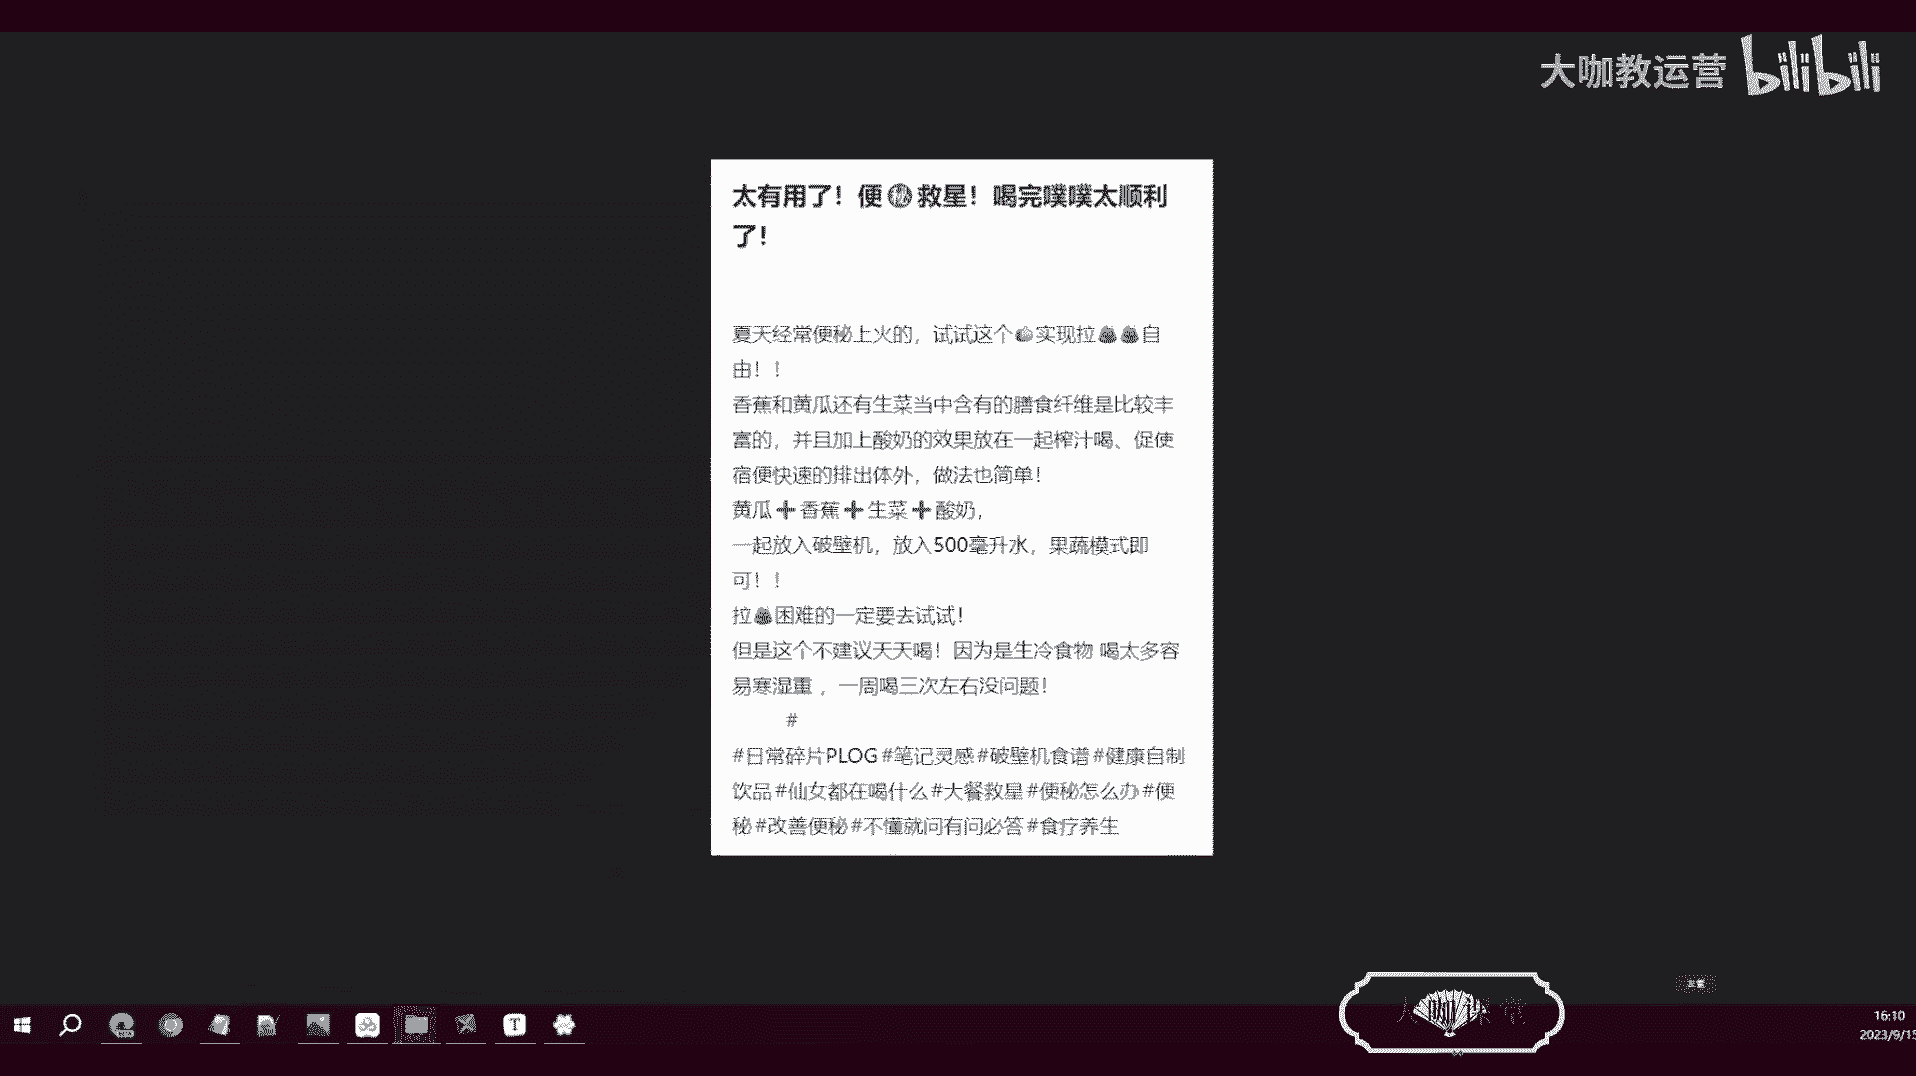 大咖教运营 bilibili
太有用了！便㊙救星！喝完噗噗太顺利
了！
夏天经常便秘上火的，试试这个👍🏻实现拉💩💩自
由！！
香蕉和黄瓜还有生菜当中含有的膳食纤维是比较丰
富的，并且加上酸奶的效果放在一起榨汁喝、促使
宿便快速的排出体外，做法也简单！
黄瓜➕香蕉➕生菜➕酸奶，
一起放入破壁机，放入500毫升水，果蔬模式即
可！！
拉💩困难的一定要去试试！
但是这个不建议天天喝！因为是生冷食物 喝太多容
易寒湿重 ，一周喝三次左右没问题！
#
#日常碎片PLOG#笔记灵感#破壁机食谱#健康自制
饮品#仙女都在喝什么#大餐救星#便秘怎么办#便
秘#改善便秘#不懂就问有问必答#食疗养生
大咖课堂
16:10
2023/9/15